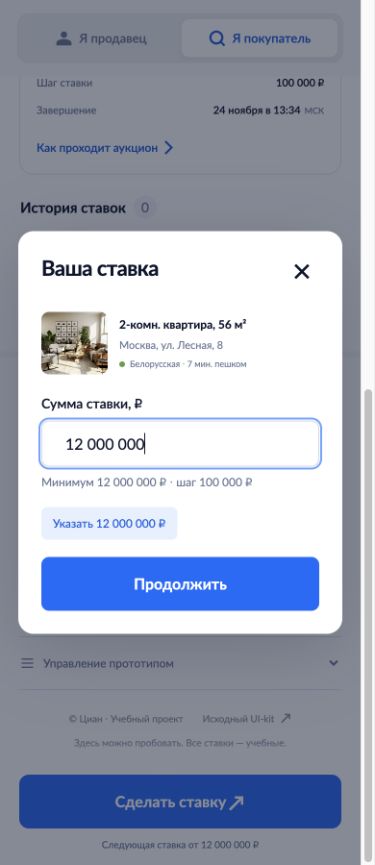 Я продавец
Я покупатель
Шаг ставки 100 000 ₽
Завершение 24 ноября в 13:34 МСК
Как проходит аукцион
История ставок 0
Ваша ставка
2-комн. квартира, 56 м²
Москва, ул. Лесная, 8
Белорусская · 7 мин. пешком
Сумма ставки, ₽
12 000 000
Минимум 12 000 000 ₽ · шаг 100 000 ₽
Указать 12 000 000 ₽
Продолжить
Управление прототипом
© Циан · Учебный проект Исходный UI-kit
Здесь можно пробовать. Все ставки — учебные.
Сделать ставку
Следующая ставка от 12 000 000 ₽